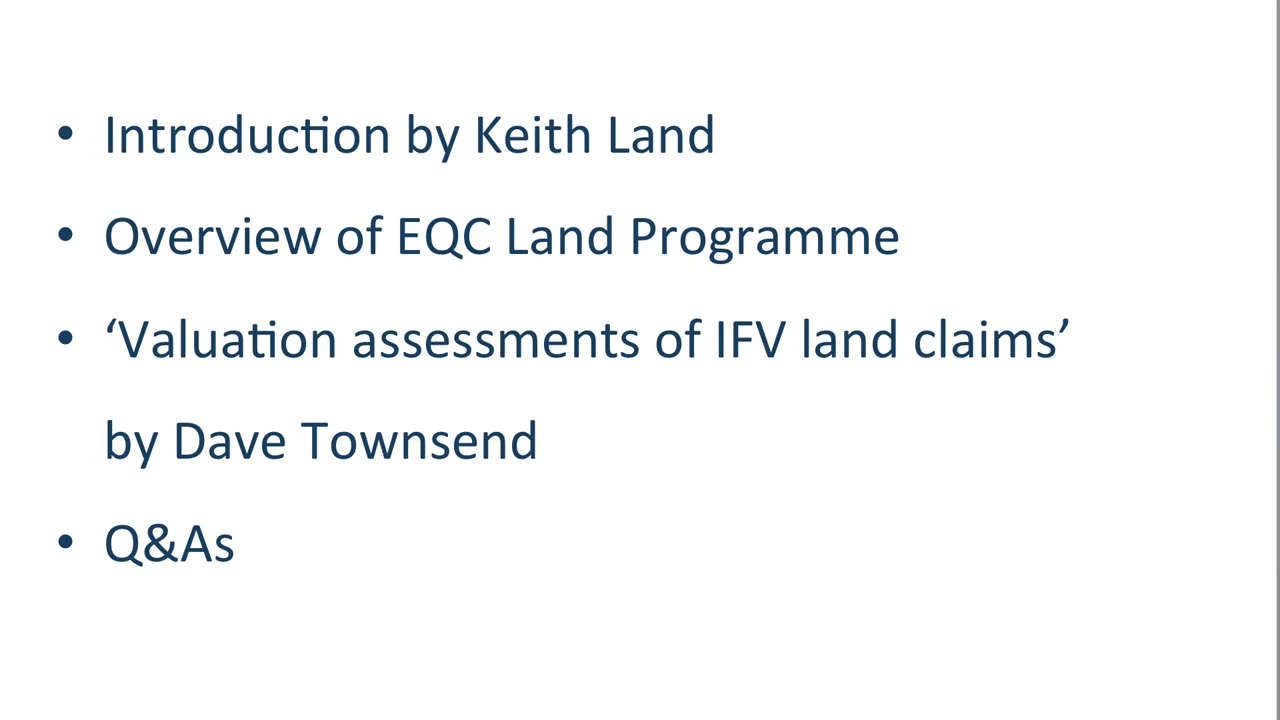 • Introduction by Keith Land
• Overview of EQC Land Programme
• ‘Valuation assessments of IFV land claims’
by Dave Townsend
• Q&As